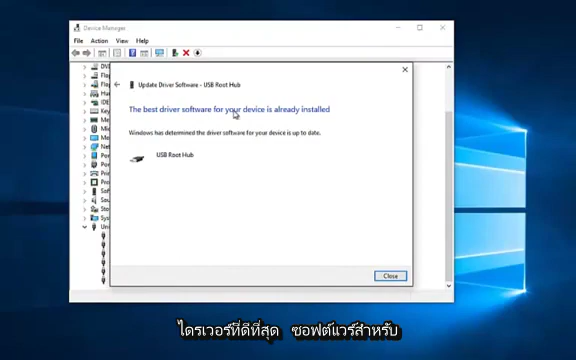 Device Manager
File Action View Help
Update Driver Software - USB Root Hub
The best driver software for your device is already installed
Windows has determined the driver software for your device is up to date.
USB Root Hub
Close
ไดรเวอร์ที่ดีที่สุด ซอฟต์แวร์สำหรับ